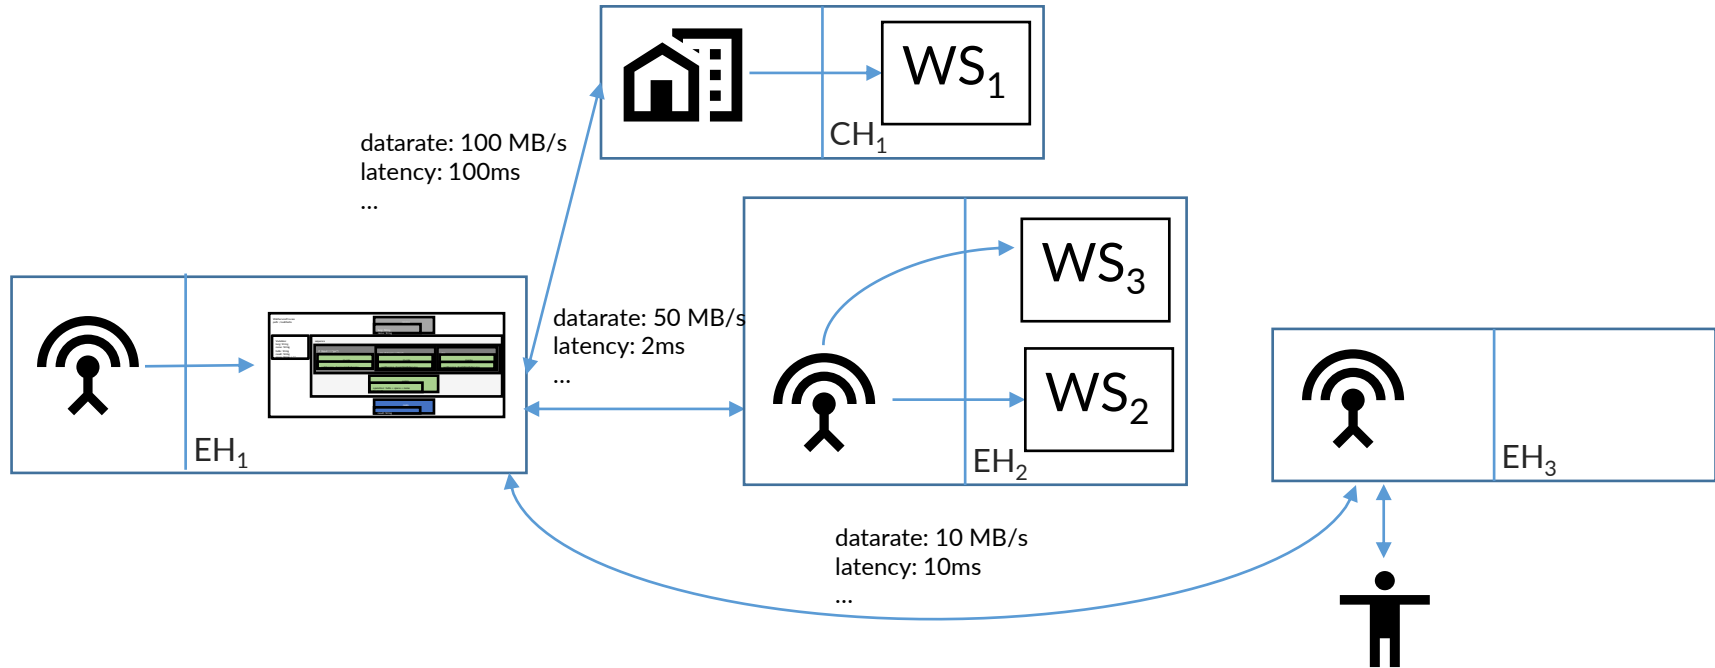 WS1
CH1
datarate: 100 MB/s
latency: 100ms
...
WS3
datarate: 50 MB/s
latency: 2ms
...
WS2
EH1
EH2
EH3
datarate: 10 MB/s
latency: 10ms
...